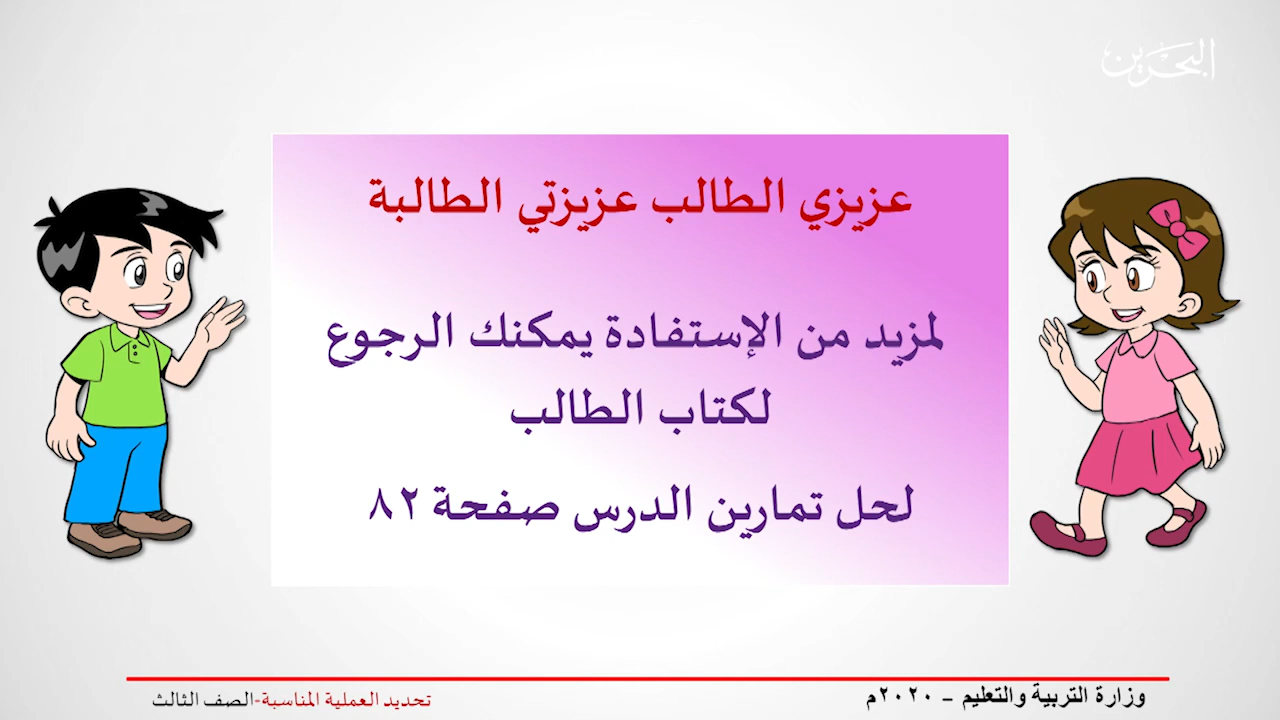 البحرين
عزيزي الطالب عزيزتي الطالبة
لمزيد من الإستفادة يمكنك الرجوع
لكتاب الطالب
لحل تمارين الدرس صفحة ٨٢
وزارة التربية والتعليم – ٢٠٢٠م
تحديد العملية المناسبة-الصف الثالث